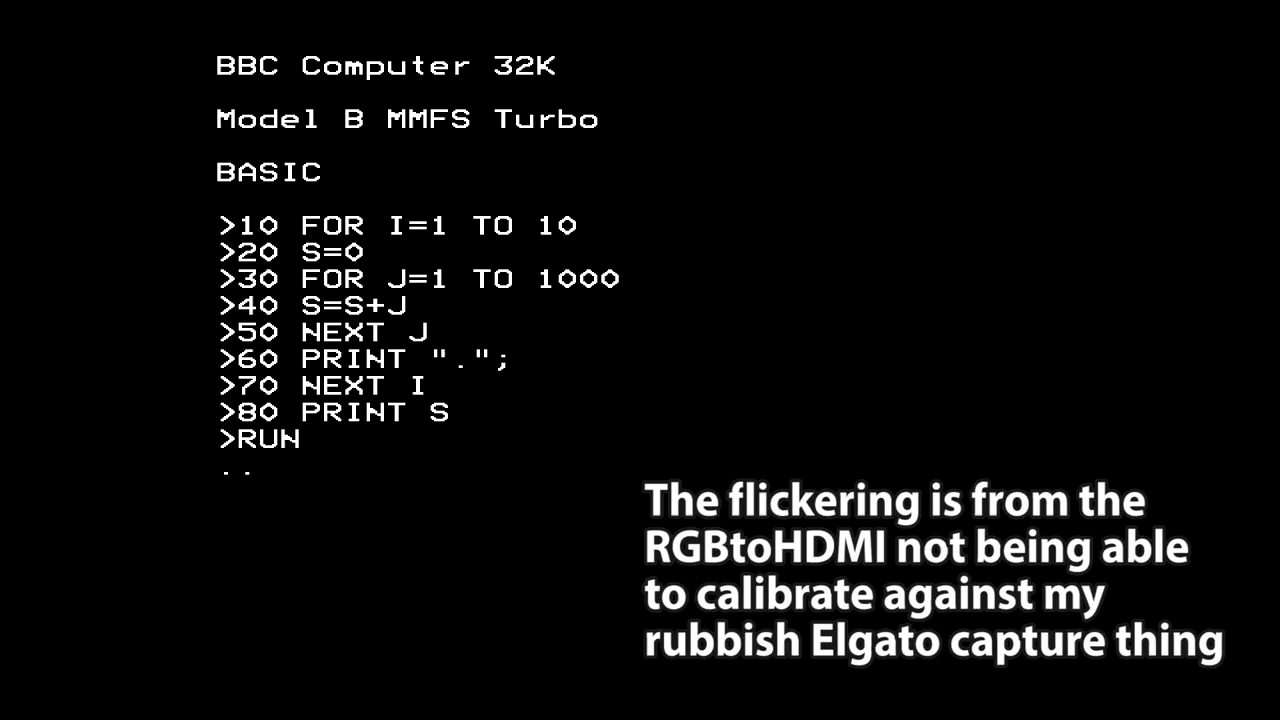 BBC Computer 32K
Model B MMFS Turbo
BASIC
>10 FOR I=1 TO 10
>20 S=0
>30 FOR J=1 TO 1000
>40 S=S+J
>50 NEXT J
>60 PRINT ".";
>70 NEXT I
>80 PRINT S
>RUN
..
The flickering is from the
RGBtoHDMI not being able
to calibrate against my
rubbish Elgato capture thing